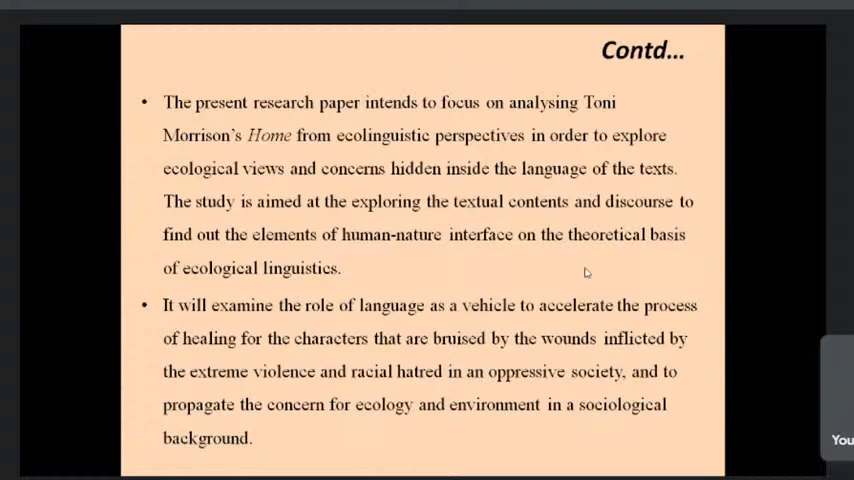 Contd...
• The present research paper intends to focus on analysing Toni
Morrison's Home from ecolinguistic perspectives in order to explore
ecological views and concerns hidden inside the language of the texts.
The study is aimed at the exploring the textual contents and discourse to
find out the elements of human-nature interface on the theoretical basis
of ecological linguistics.
• It will examine the role of language as a vehicle to accelerate the process
of healing for the characters that are bruised by the wounds inflicted by
the extreme violence and racial hatred in an oppressive society, and to
propagate the concern for ecology and environment in a sociological
background.
You